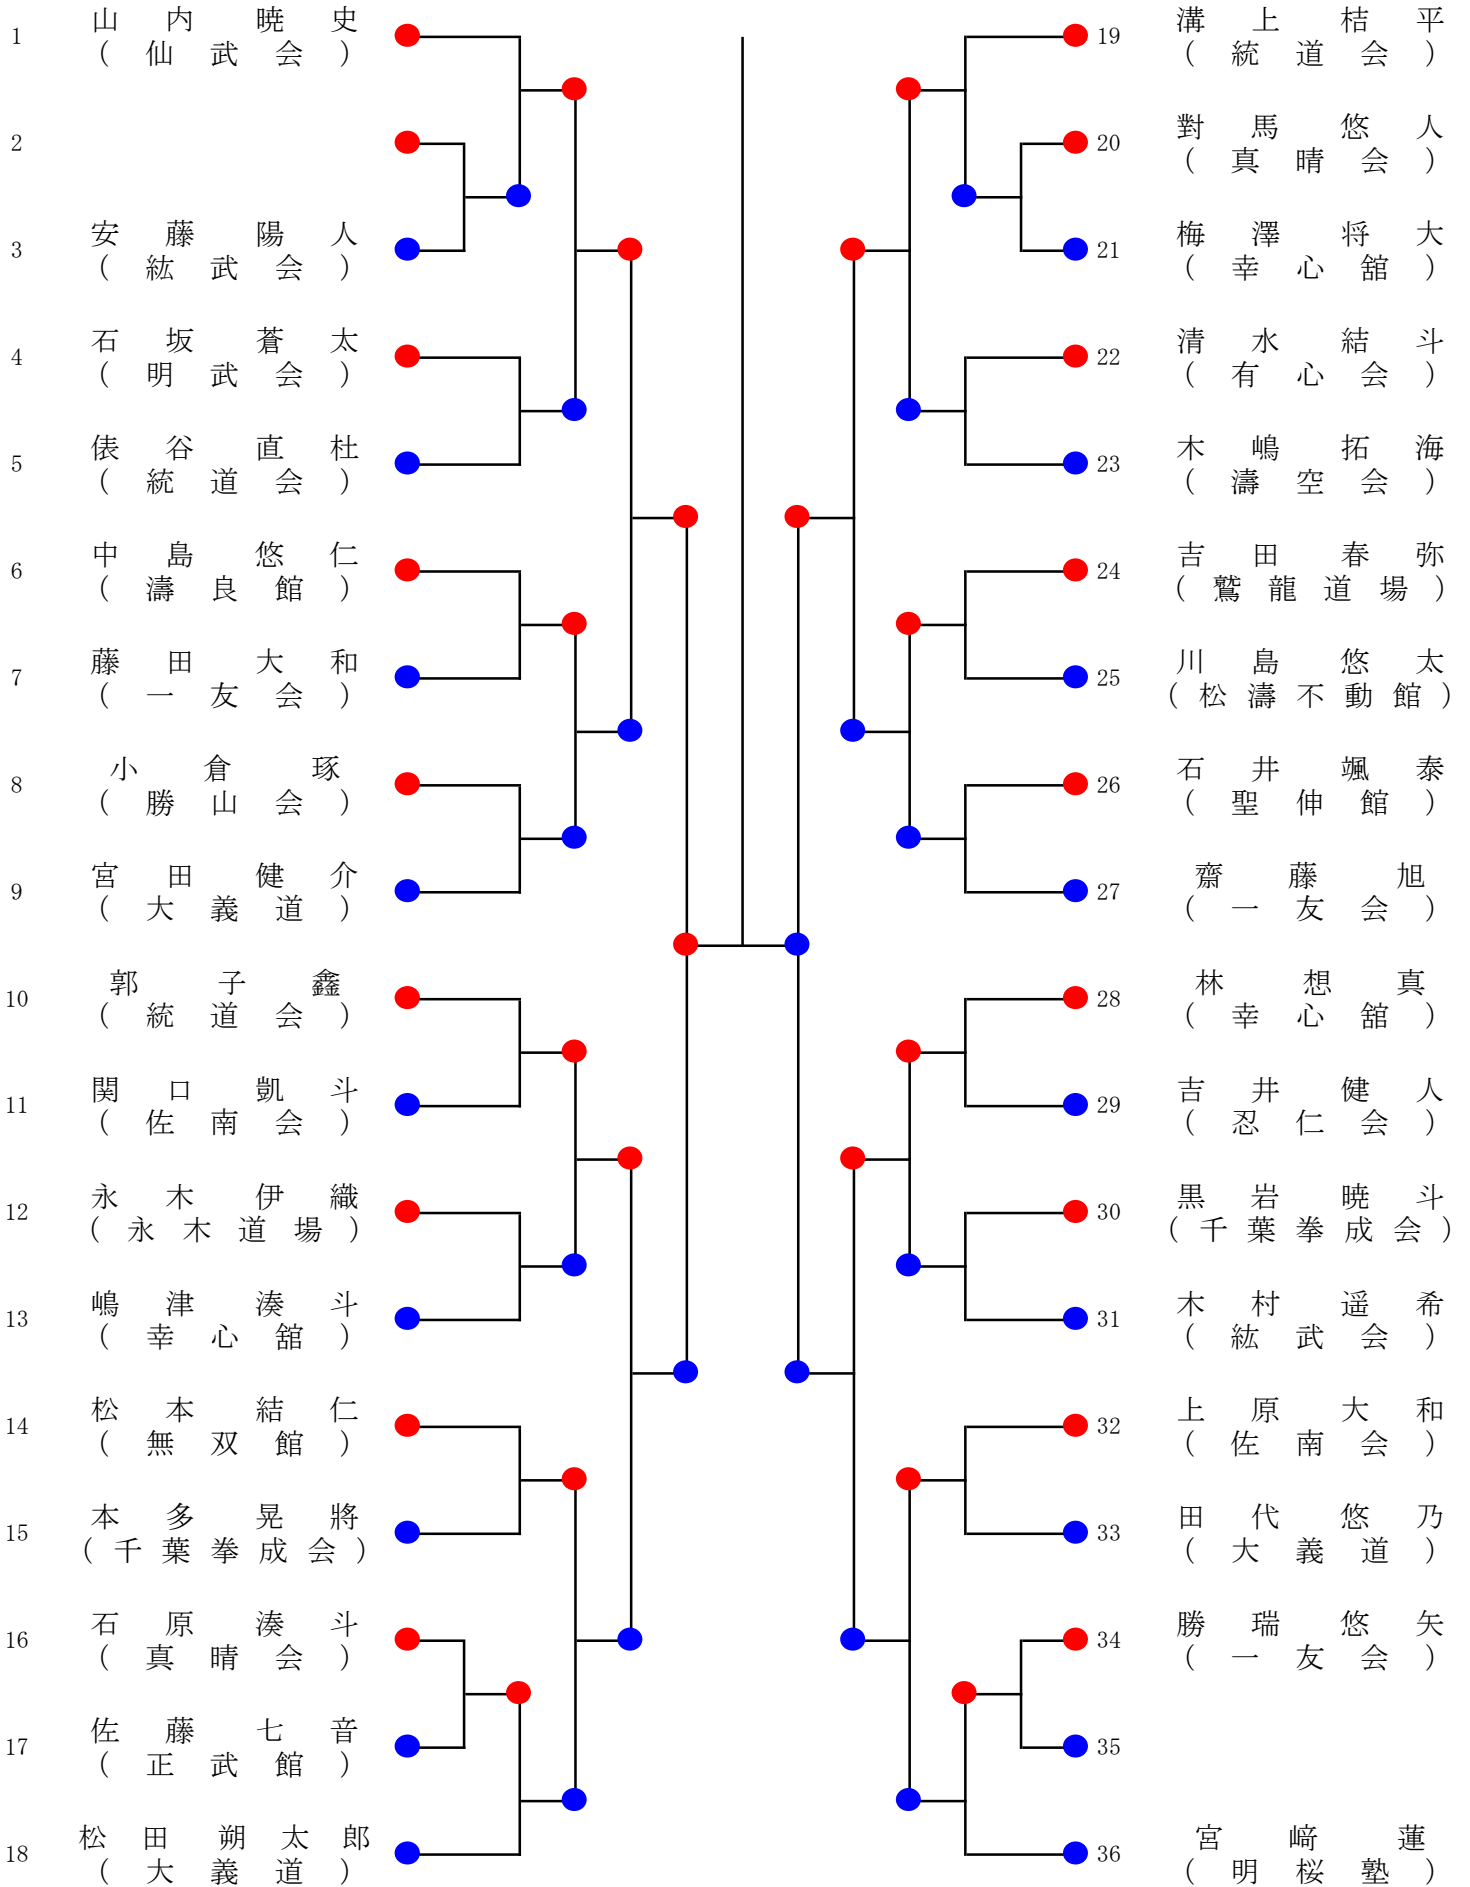 1 山内暁史
(仙武会)
2
3 安藤陽人
(紘武会)
4 石坂蒼太
(明武会)
5 俵谷直杜
(統道会)
6 中島悠仁
(濤良館)
7 藤田大和
(一友会)
8 小倉琢
(勝山会)
9 宮田健介
(大義道)
10 郭子鑫
(統道会)
11 関口凱斗
(佐南会)
12 永木伊織
(永木道場)
13 嶋津湊斗
(幸心舘)
14 松本結仁
(無双館)
15 本多晃將
(千葉拳成会)
16 石原湊斗
(真晴会)
17 佐藤七音
(正武館)
18 松田朔太郎
(大義道)
19 溝上桔平
(統道会)
20 對馬悠人
(真晴会)
21 梅澤将大
(幸心舘)
22 清水結斗
(有心会)
23 木嶋拓海
(濤空会)
24 吉田春弥
(鷲龍道場)
25 川島悠太
(松濤不動館)
26 石井颯泰
(聖伸館)
27 齋藤旭
(一友会)
28 林想真
(幸心舘)
29 吉井健人
(忍仁会)
30 黒岩暁斗
(千葉拳成会)
31 木村遥希
(紘武会)
32 上原大和
(佐南会)
33 田代悠乃
(大義道)
34 勝瑞悠矢
(一友会)
35
36 宮﨑蓮
(明桜塾)